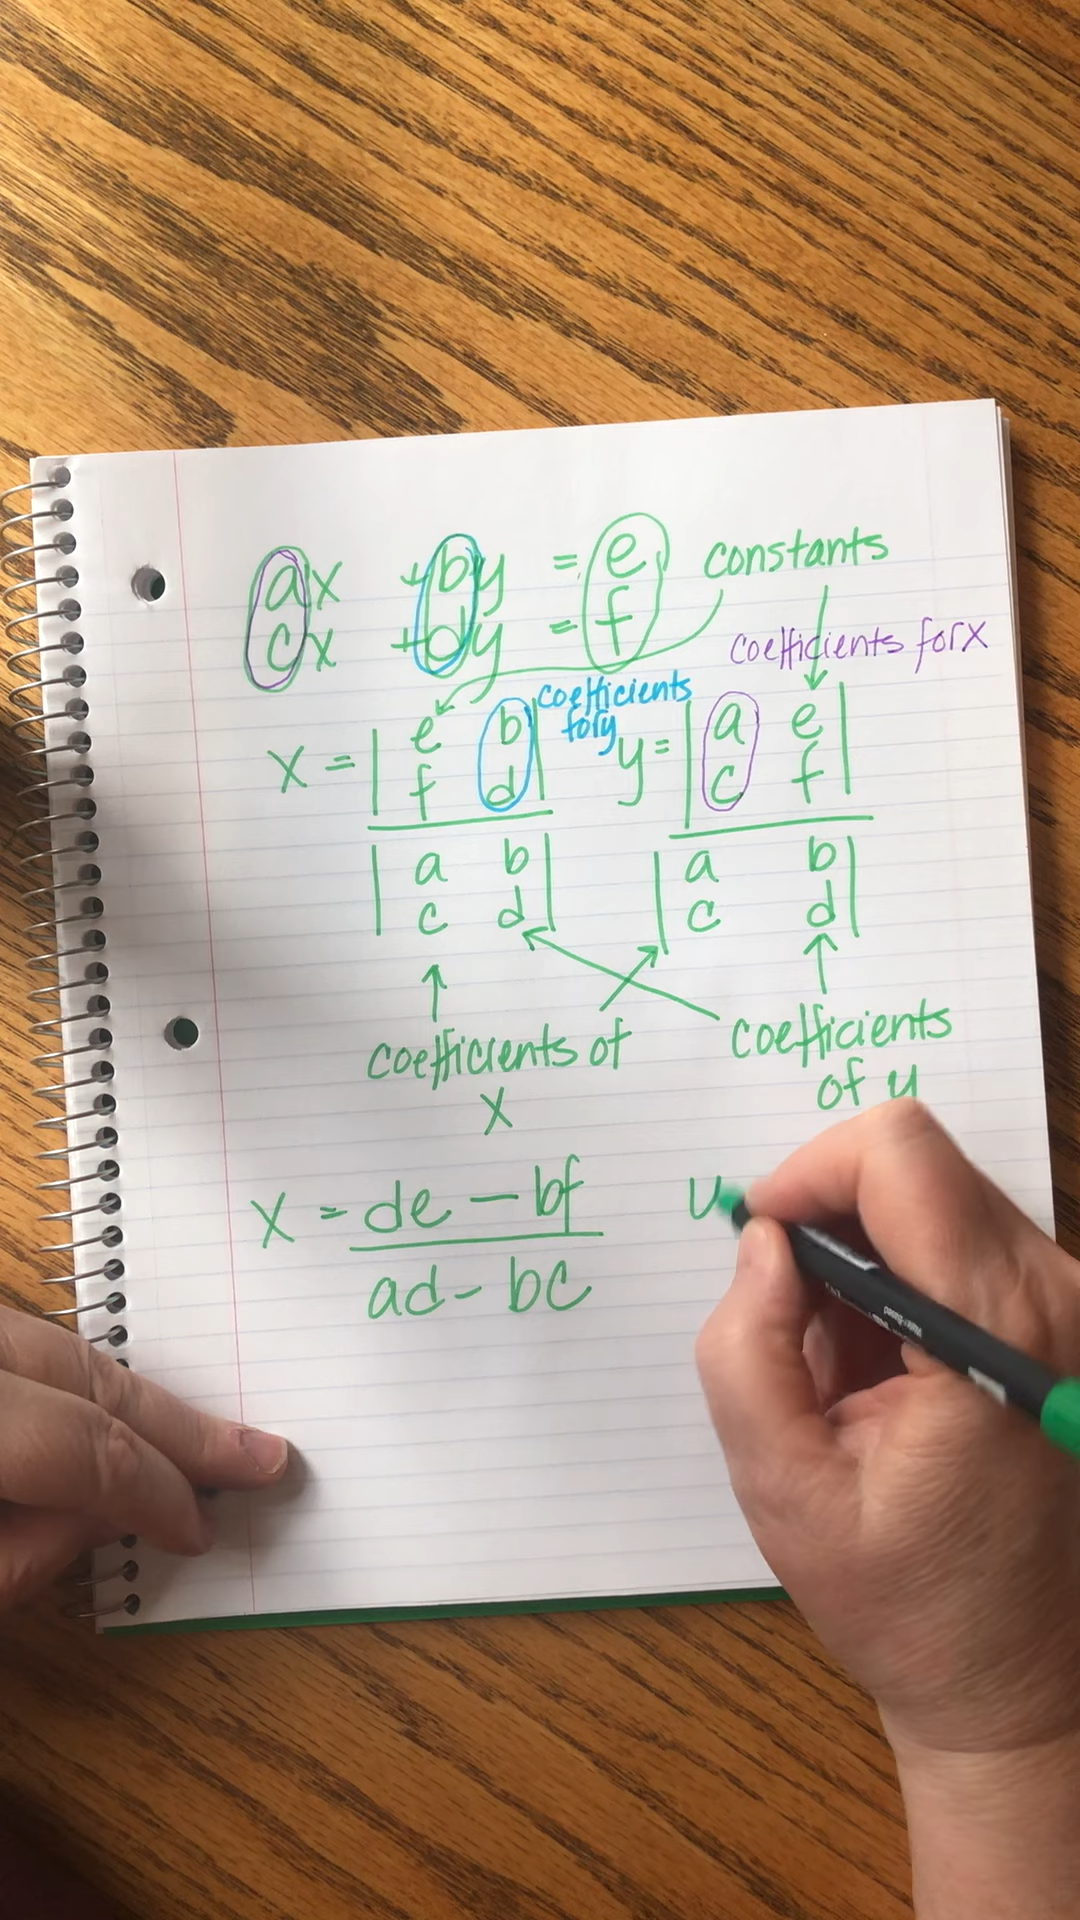 ax + by = e constants
cx + dy = f
coefficients for x
coefficients
for y
x = | e b | y = | a e |
| f d | | c f |
| a b | | a b |
| c d | | c d |
coefficients of
x
coefficients
of y
x = de - bf
ad - bc